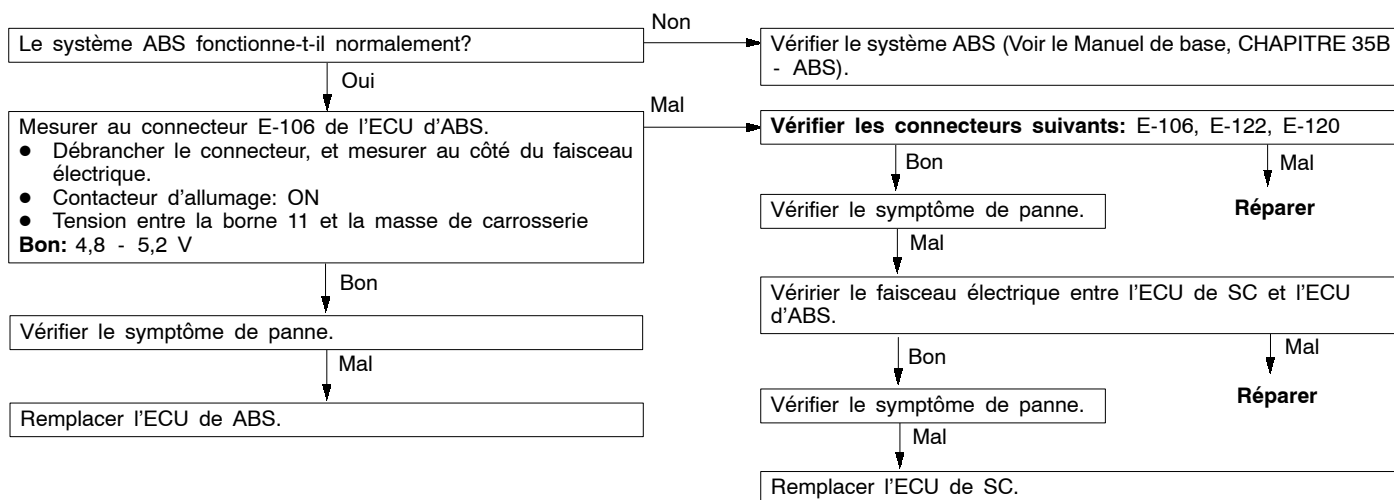 Le système ABS fonctionne-t-il normalement?
Non
Vérifier le système ABS (Voir le Manuel de base, CHAPITRE 35B
- ABS).
Oui
Mesurer au connecteur E-106 de l'ECU d'ABS.
● Débrancher le connecteur, et mesurer au côté du faisceau
électrique.
● Contacteur d'allumage: ON
● Tension entre la borne 11 et la masse de carrosserie
Bon: 4,8 - 5,2 V
Mal
Vérifier les connecteurs suivants: E-106, E-122, E-120
Bon
Mal
Vérifier le symptôme de panne.
Réparer
Mal
Véririer le faisceau électrique entre l'ECU de SC et l'ECU
d'ABS.
Bon
Mal
Vérifier le symptôme de panne.
Réparer
Mal
Remplacer l'ECU de SC.
Bon
Vérifier le symptôme de panne.
Mal
Remplacer l'ECU de ABS.